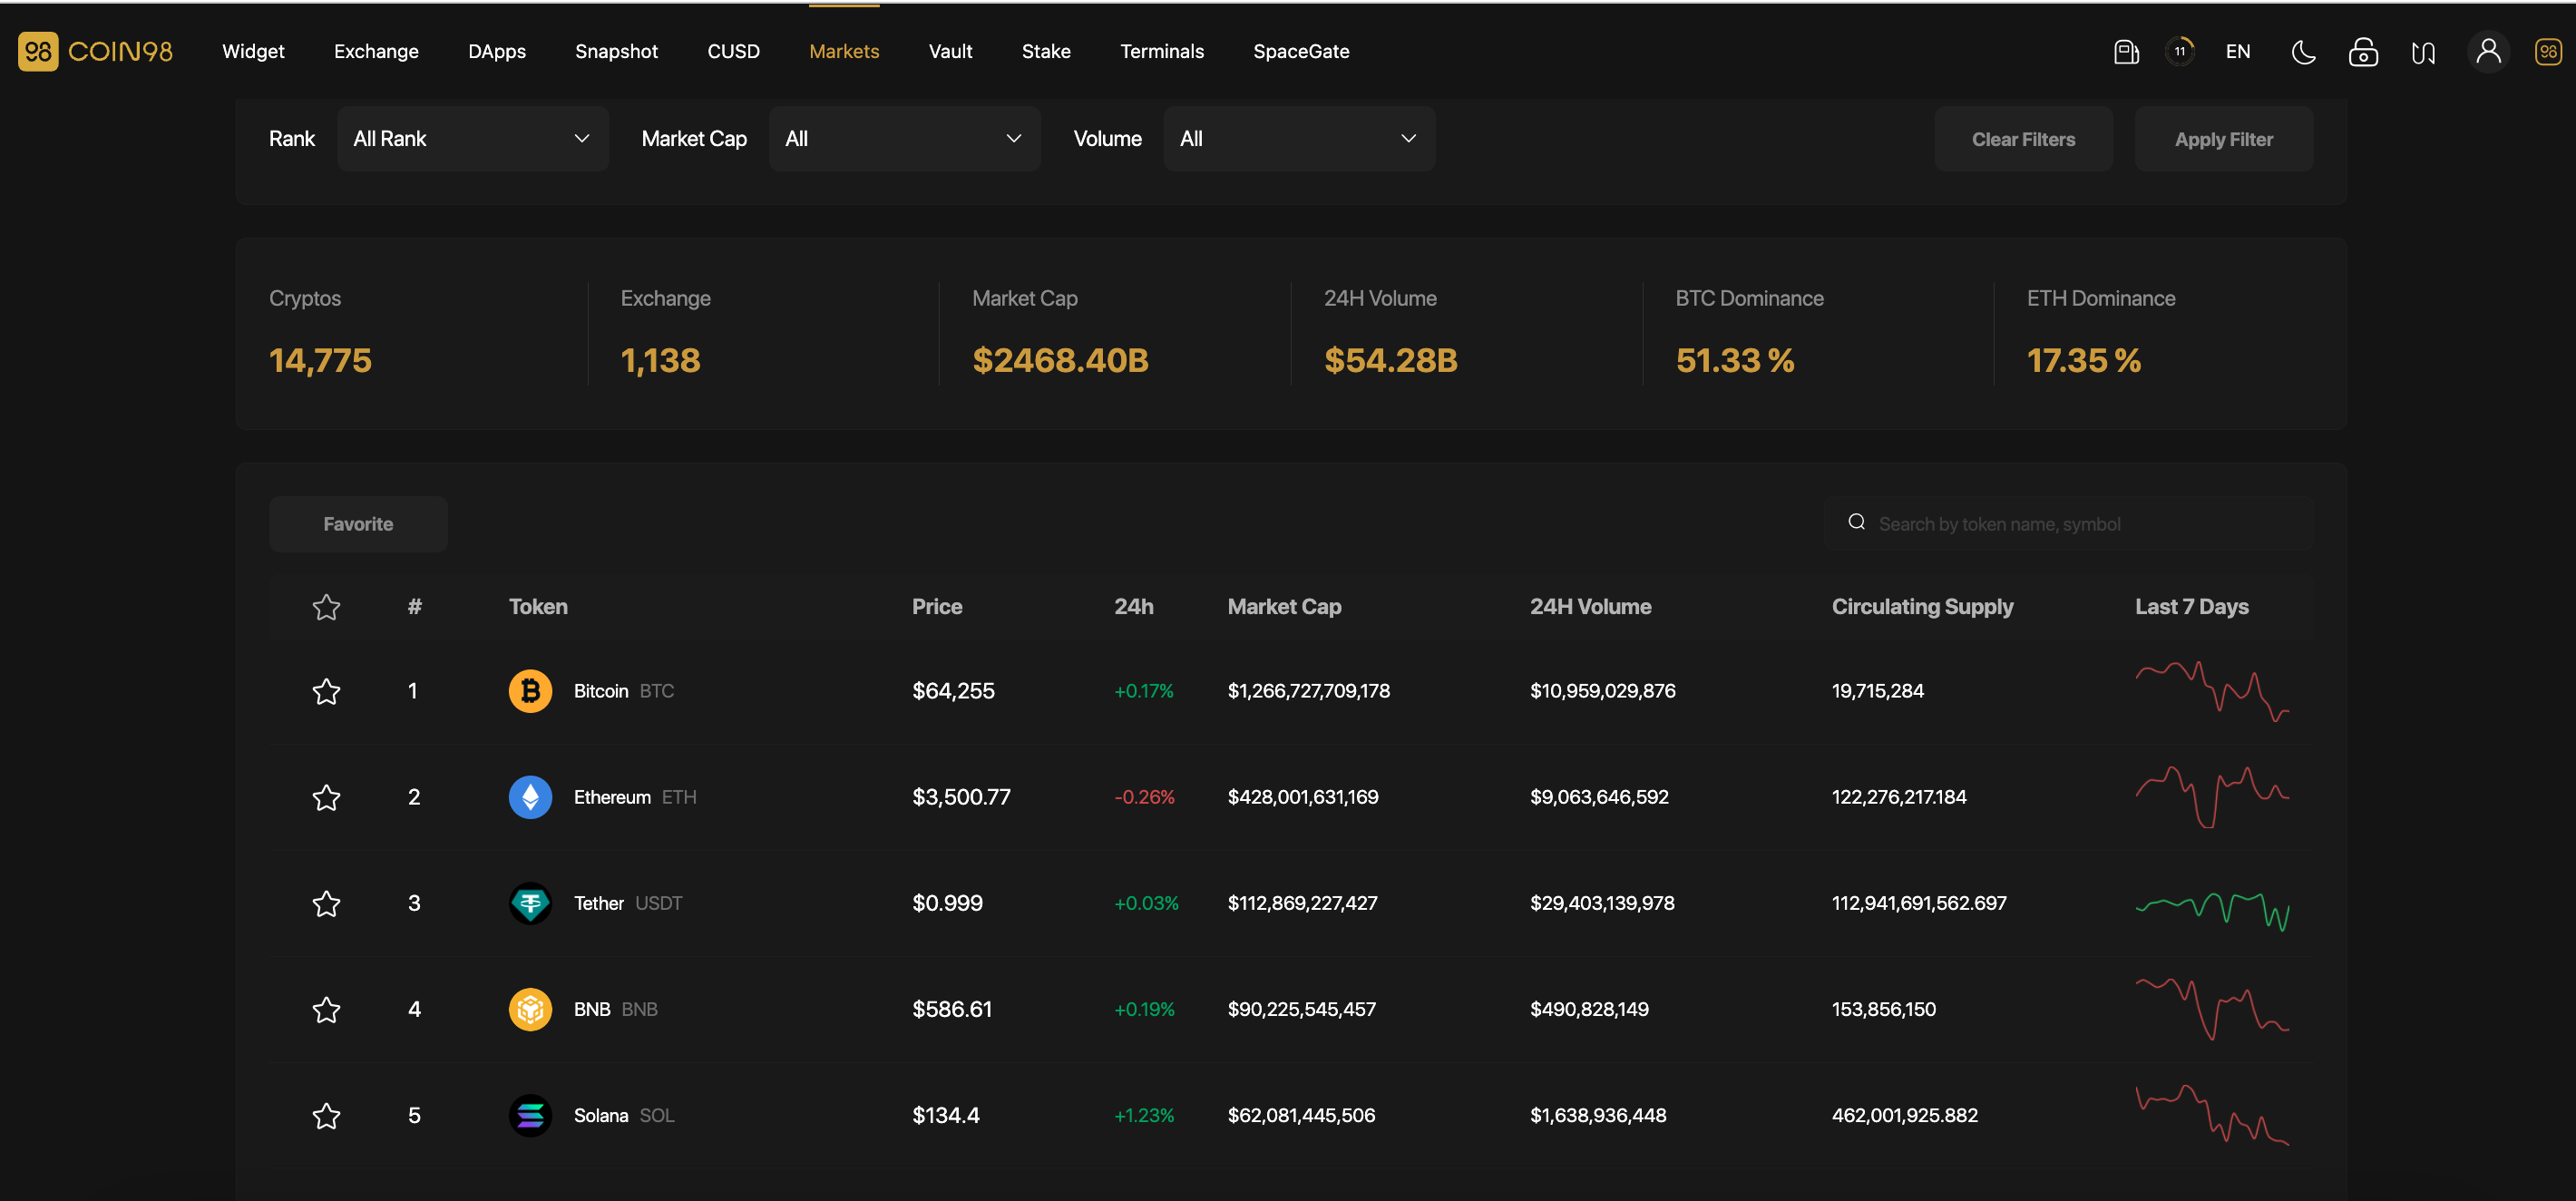 98 COIN98 Widget Exchange DApps Snapshot CUSD Markets Vault Stake Terminals SpaceGate 11 EN 98
Rank All Rank Market Cap All Volume All Clear Filters Apply Filter
Cryptos Exchange Market Cap 24H Volume BTC Dominance ETH Dominance
14,775 1,138 $2468.40B $54.28B 51.33 % 17.35 %
Favorite Search by token name, symbol
# Token Price 24h Market Cap 24H Volume Circulating Supply Last 7 Days
1 Bitcoin BTC $64,255 +0.17% $1,266,727,709,178 $10,959,029,876 19,715,284
2 Ethereum ETH $3,500.77 -0.26% $428,001,631,169 $9,063,646,592 122,276,217.184
3 Tether USDT $0.999 +0.03% $112,869,227,427 $29,403,139,978 112,941,691,562.697
4 BNB BNB $586.61 +0.19% $90,225,545,457 $490,828,149 153,856,150
5 Solana SOL $134.4 +1.23% $62,081,445,506 $1,638,936,448 462,001,925.882